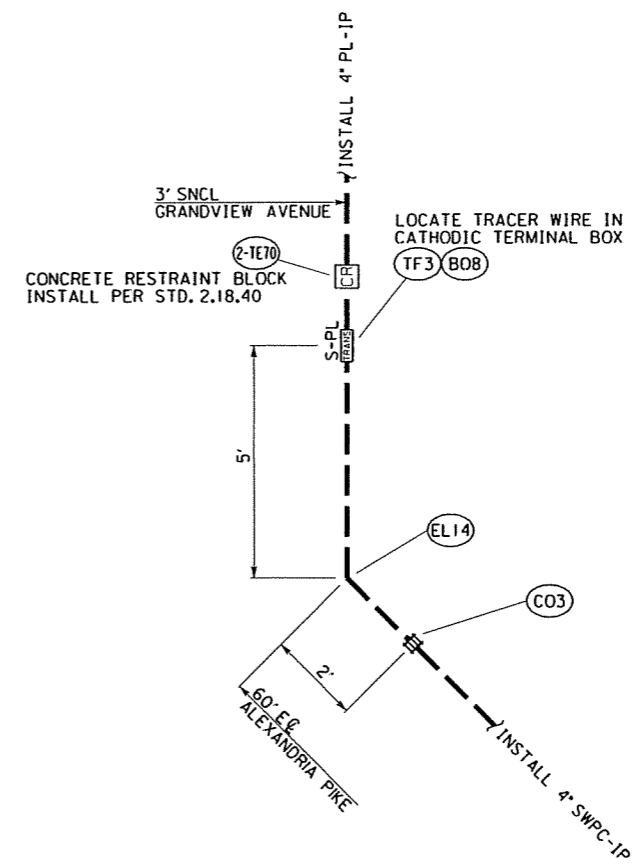 INSTALL 4" PL-IP
3' SNCL
GRANDVIEW AVENUE
LOCATE TRACER WIRE IN
CATHODIC TERMINAL BOX
2-TE70
TF3 B08
CONCRETE RESTRAINT BLOCK
INSTALL PER STD. 2.18.40
CR
S-PL
TRANS
5'
EL14
CO3
2'
60' E℄
ALEXANDRIA PIKE
INSTALL 4" SWPC-IP